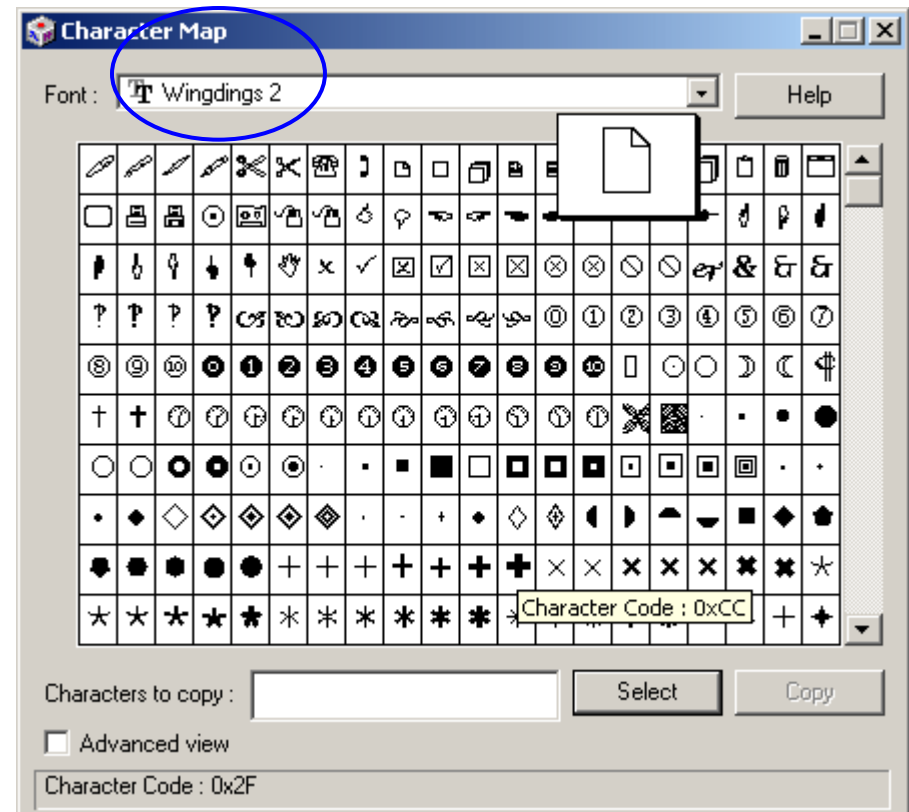 Character Map
Font : Wingdings 2 Help
Character Code : 0xCC
Characters to copy : Select Copy
Advanced view
Character Code : 0x2F